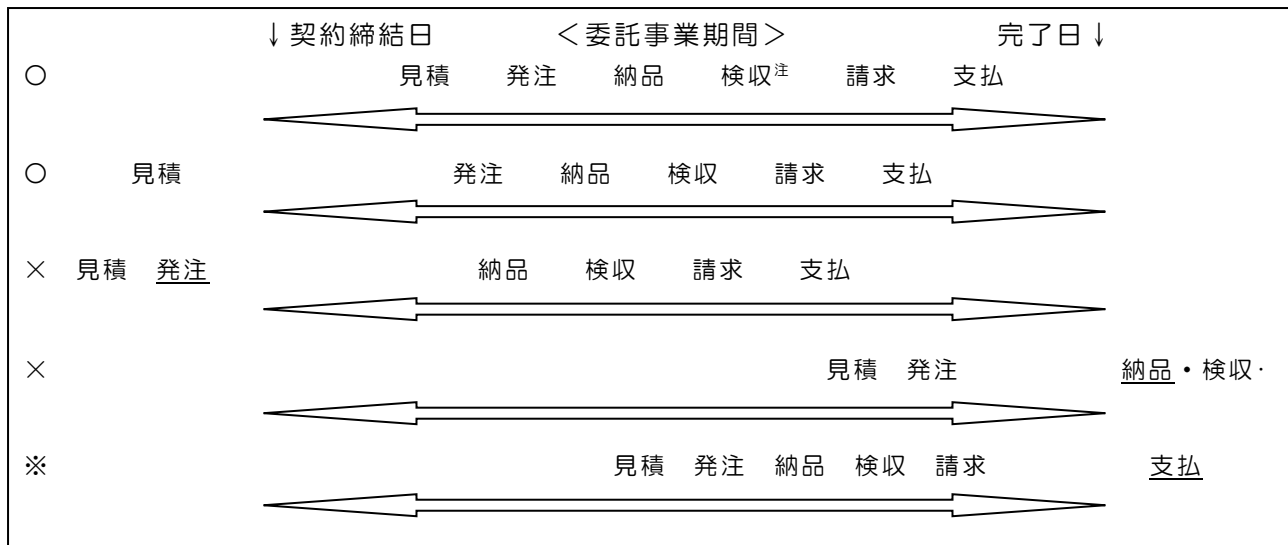 ↓契約締結日 ＜委託事業期間＞ 完了日↓
○ 見積 発注 納品 検収注 請求 支払
○ 見積 発注 納品 検収 請求 支払
× 見積 発注 納品 検収 請求 支払
× 見積 発注 納品・検収・
※ 見積 発注 納品 検収 請求 支払